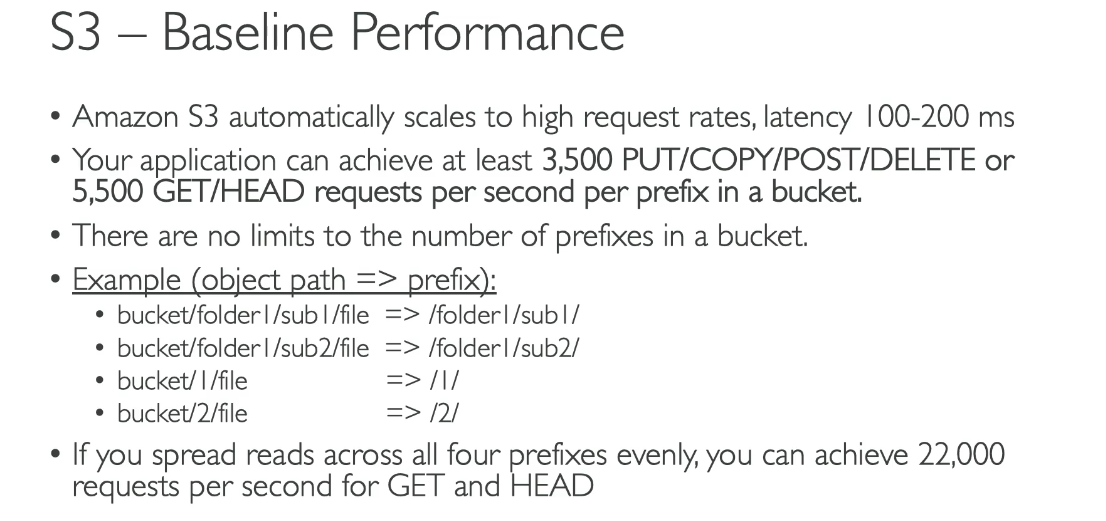 S3 – Baseline Performance
• Amazon S3 automatically scales to high request rates, latency 100-200 ms
• Your application can achieve at least 3,500 PUT/COPY/POST/DELETE or
5,500 GET/HEAD requests per second per prefix in a bucket.
• There are no limits to the number of prefixes in a bucket.
• Example (object path => prefix):
• bucket/folder1/sub1/file => /folder1/sub1/
• bucket/folder1/sub2/file => /folder1/sub2/
• bucket/1/file => /1/
• bucket/2/file => /2/
• If you spread reads across all four prefixes evenly, you can achieve 22,000
requests per second for GET and HEAD